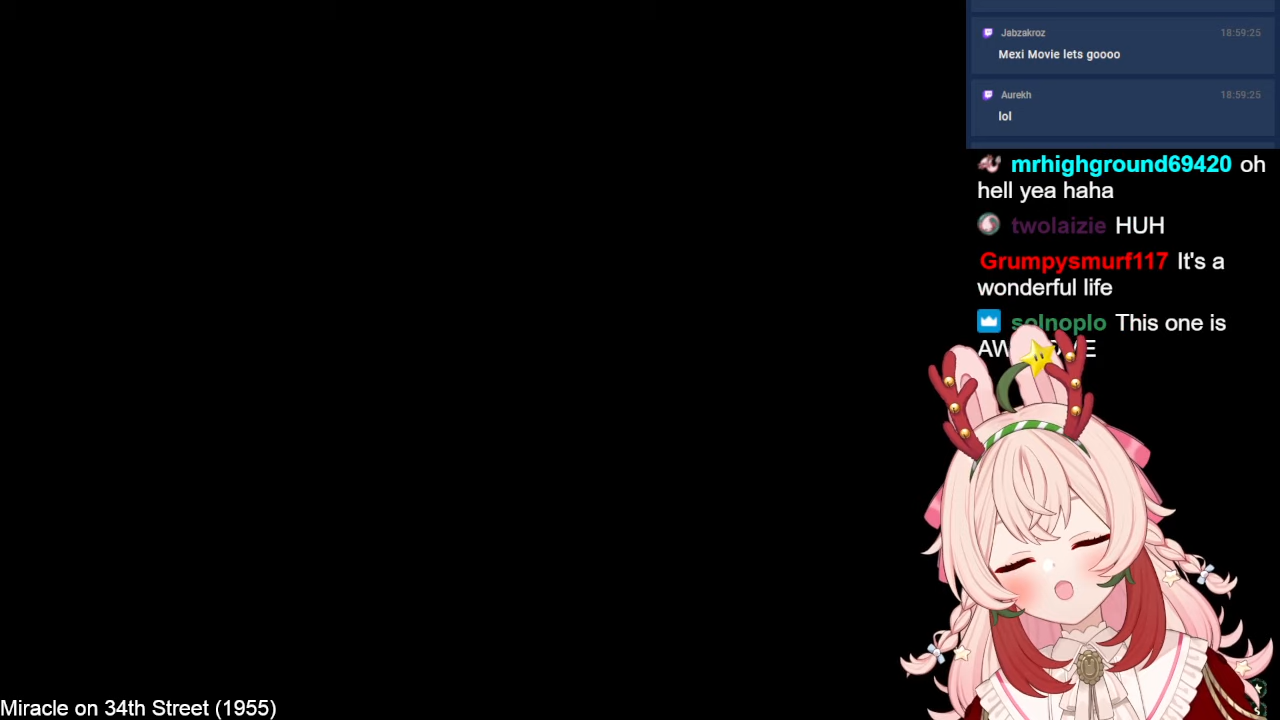 Jabzakroz 18:59:25
Mexi Movie lets goooo
Aurekh 18:59:25
lol
mrhighground69420 oh
hell yea haha
twolaizie HUH
Grumpysmurf117 It's a
wonderful life
solnoplo This one is
Miracle on 34th Street (1955)